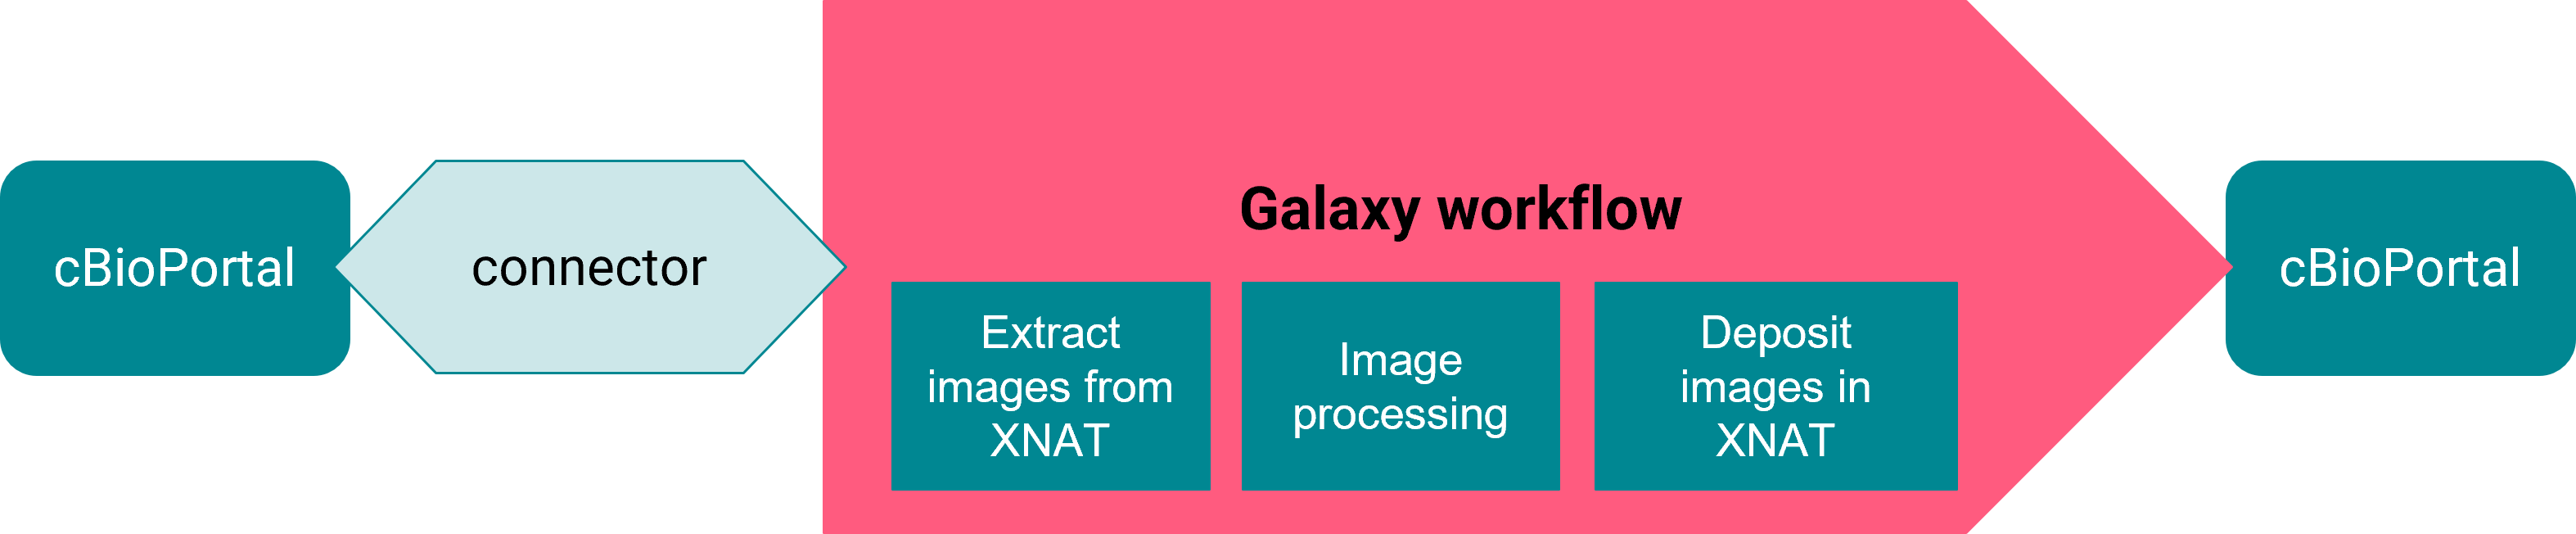 cBioPortal
connector
Galaxy workflow
Extract
images from
XNAT
Image
processing
Deposit
images in
XNAT
cBioPortal